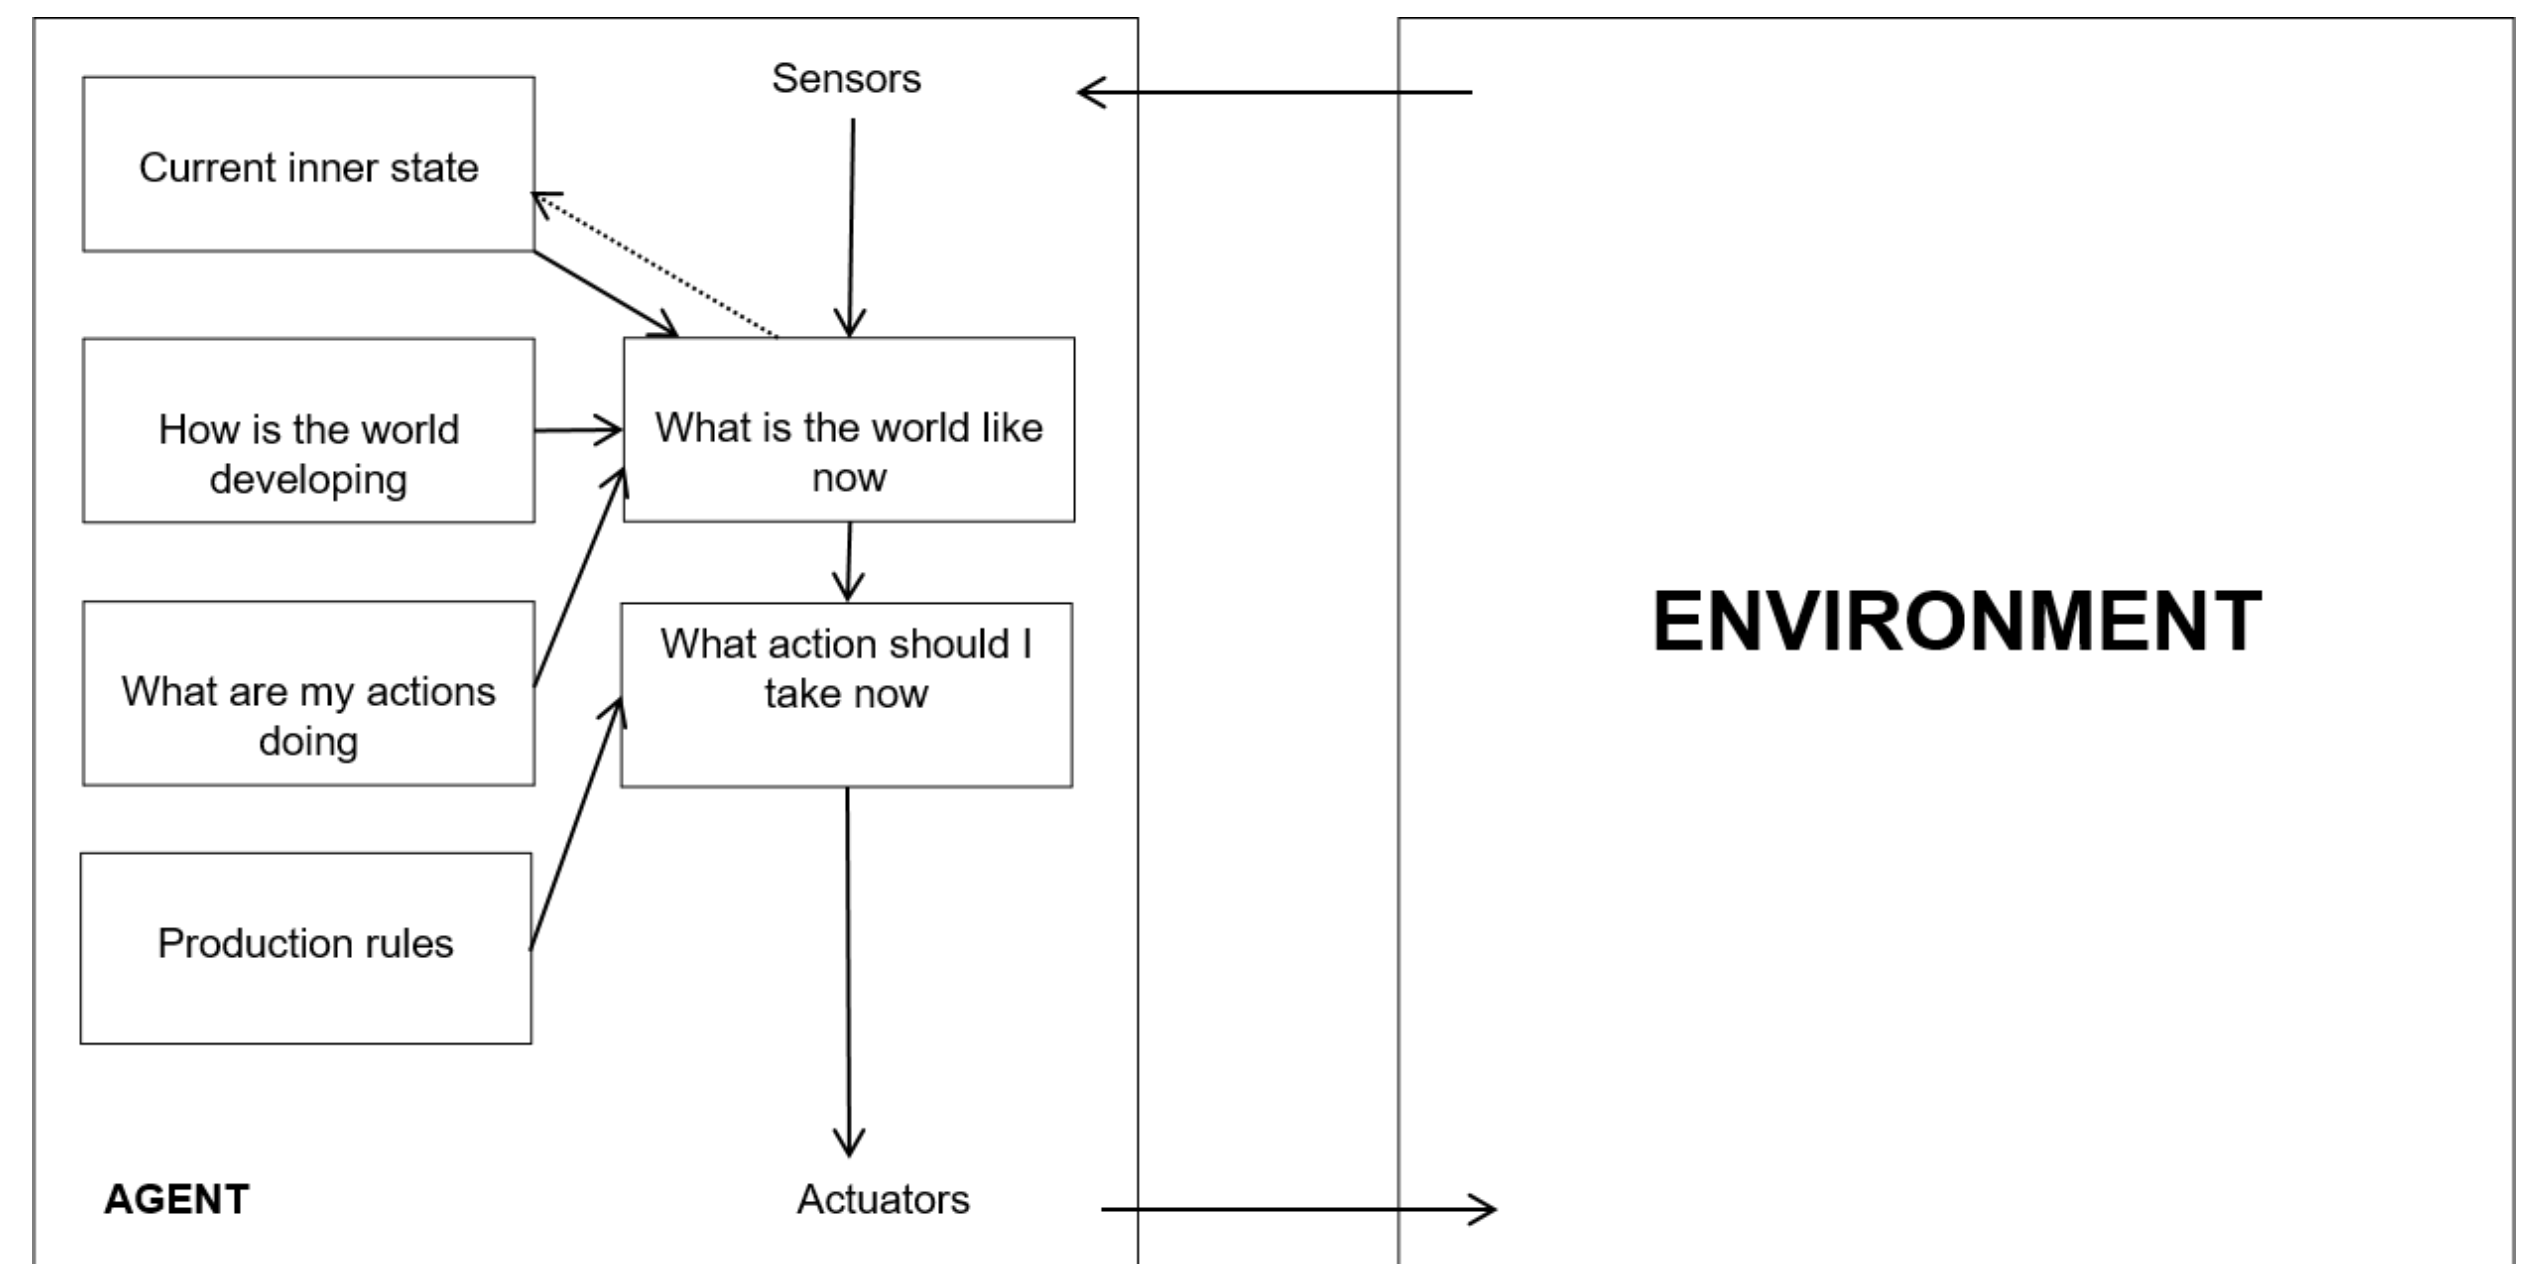 Sensors
Current inner state
How is the world
developing
What is the world like
now
What are my actions
doing
What action should I
take now
Production rules
AGENT
Actuators
ENVIRONMENT